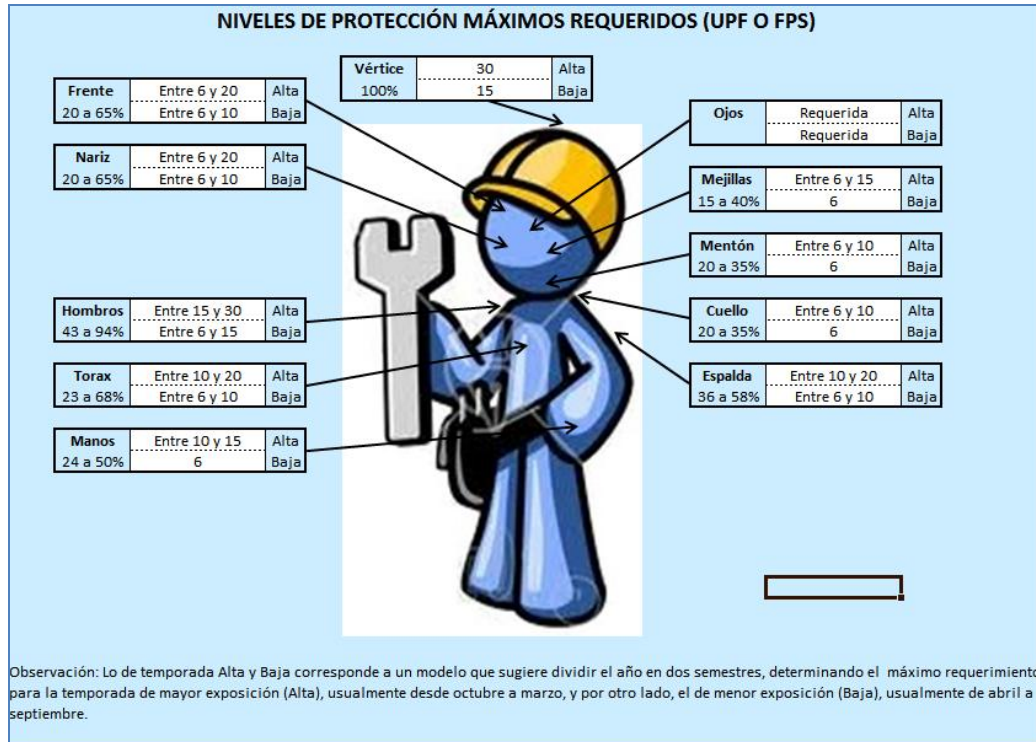 NIVELES DE PROTECCIÓN MÁXIMOS REQUERIDOS (UPF O FPS)
Vértice 30 Alta
100% 15 Baja
Frente Entre 6 y 20 Alta
20 a 65% Entre 6 y 10 Baja
Nariz Entre 6 y 20 Alta
20 a 65% Entre 6 y 10 Baja
Hombros Entre 15 y 30 Alta
43 a 94% Entre 6 y 15 Baja
Torax Entre 10 y 20 Alta
23 a 68% Entre 6 y 10 Baja
Manos Entre 10 y 15 Alta
24 a 50% 6 Baja
Ojos Requerida Alta
Requerida Baja
Mejillas Entre 6 y 15 Alta
15 a 40% 6 Baja
Mentón Entre 6 y 10 Alta
20 a 35% 6 Baja
Cuello Entre 6 y 10 Alta
20 a 35% 6 Baja
Espalda Entre 10 y 20 Alta
36 a 58% Entre 6 y 10 Baja
Observación: Lo de temporada Alta y Baja corresponde a un modelo que sugiere dividir el año en dos semestres, determinando el máximo requerimiento
para la temporada de mayor exposición (Alta), usualmente desde octubre a marzo, y por otro lado, el de menor exposición (Baja), usualmente de abril a
septiembre.